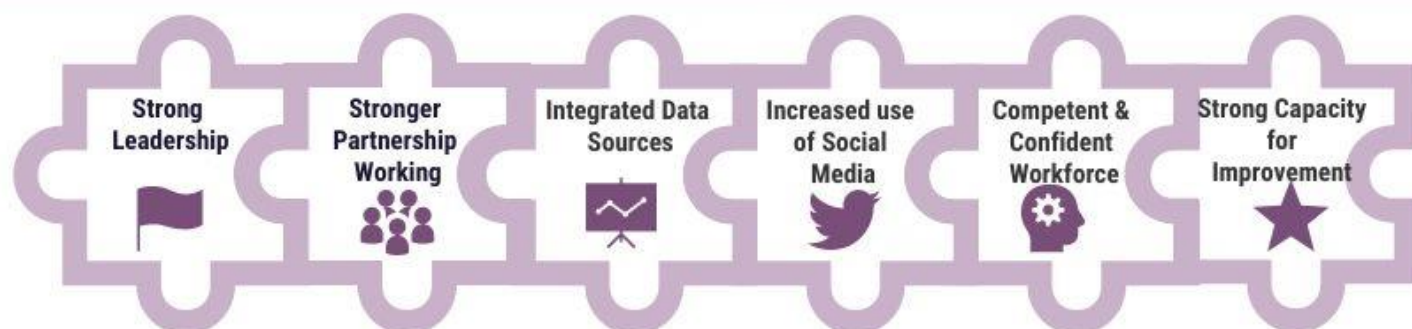 Strong
Leadership
Stronger
Partnership
Working
Integrated Data
Sources
Increased use
of Social
Media
Competent &
Confident
Workforce
Strong Capacity
for
Improvement